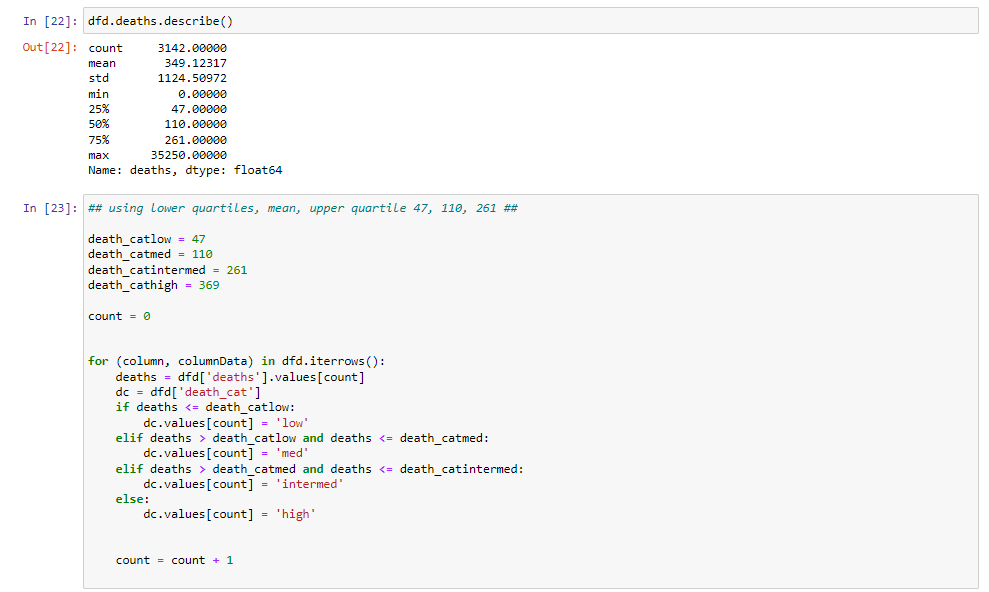 In [22]: dfd.deaths.describe()
Out[22]: count     3142.00000
mean       349.12317
std       1124.50972
min          0.00000
25%         47.00000
50%        110.00000
75%        261.00000
max      35250.00000
Name: deaths, dtype: float64
In [23]: ## using lower quartiles, mean, upper quartile 47, 110, 261 ##
death_catlow = 47
death_catmed = 110
death_catintermed = 261
death_cathigh = 369
count = 0
for (column, columnData) in dfd.iterrows():
    deaths = dfd['deaths'].values[count]
    dc = dfd['death_cat']
    if deaths <= death_catlow:
        dc.values[count] = 'low'
    elif deaths > death_catlow and deaths <= death_catmed:
        dc.values[count] = 'med'
    elif deaths > death_catmed and deaths <= death_catintermed:
        dc.values[count] = 'intermed'
    else:
        dc.values[count] = 'high'
    count = count + 1